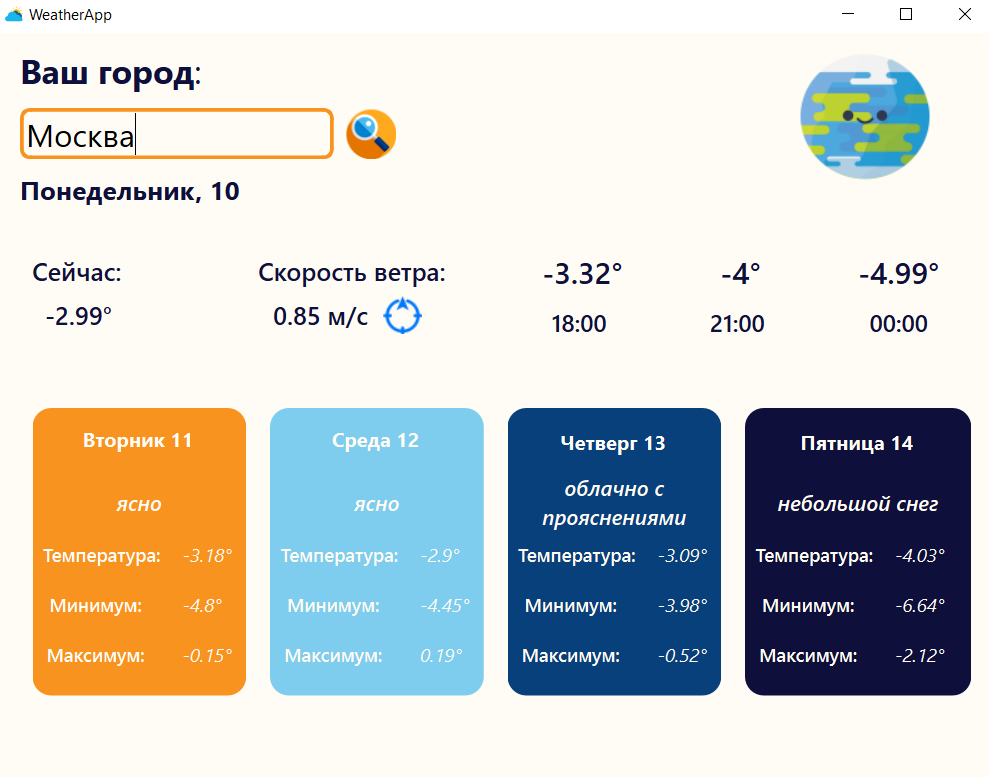 WeatherApp
Ваш город:
Москва
Понедельник, 10
Сейчас:
-2.99°
Скорость ветра:
0.85 м/с
-3.32° -4° -4.99°
18:00 21:00 00:00
Вторник 11
ясно
Температура: -3.18°
Минимум: -4.8°
Максимум: -0.15°
Среда 12
ясно
Температура: -2.9°
Минимум: -4.45°
Максимум: 0.19°
Четверг 13
облачно с
прояснениями
Температура: -3.09°
Минимум: -3.98°
Максимум: -0.52°
Пятница 14
небольшой снег
Температура: -4.03°
Минимум: -6.64°
Максимум: -2.12°